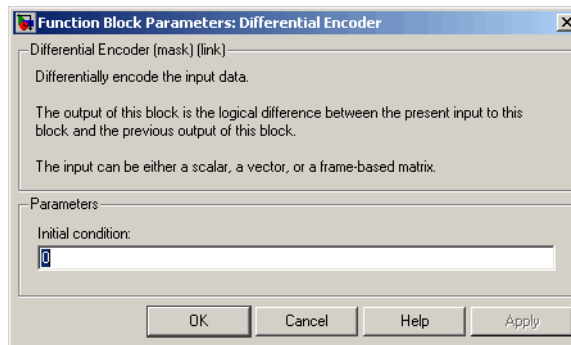 Function Block Parameters: Differential Encoder
Differential Encoder (mask) (link)
Differentially encode the input data.
The output of this block is the logical difference between the present input to this
block and the previous output of this block.
The input can be either a scalar, a vector, or a frame-based matrix.
Parameters
Initial condition:
0
OK Cancel Help Apply